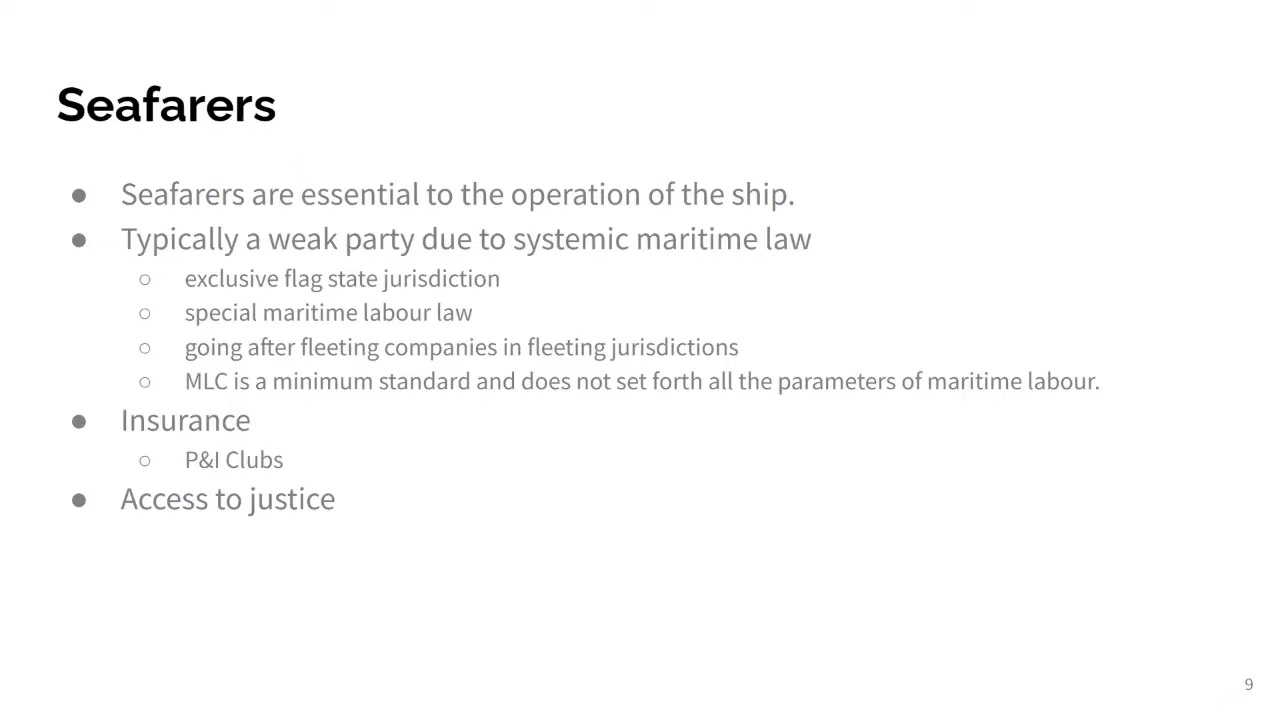 Seafarers
● Seafarers are essential to the operation of the ship.
● Typically a weak party due to systemic maritime law
○ exclusive flag state jurisdiction
○ special maritime labour law
○ going after fleeting companies in fleeting jurisdictions
○ MLC is a minimum standard and does not set forth all the parameters of maritime labour.
● Insurance
○ P&I Clubs
● Access to justice
9